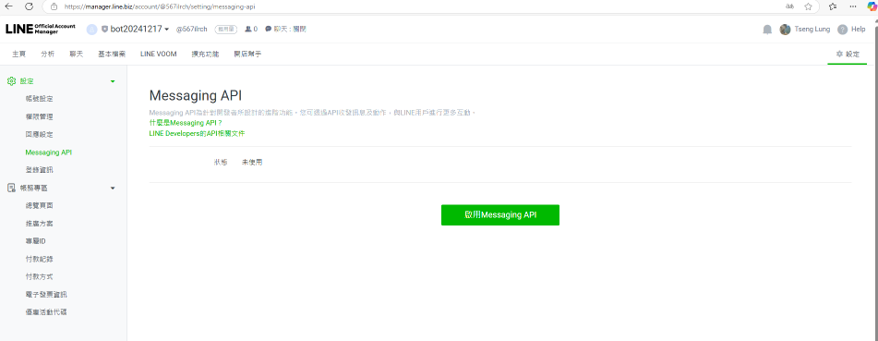 https://manager.line.biz/account/@567ilrch/setting/messaging-api
LINE Official Account Manager
bot20241217 @567ilrch 0 聊天：關閉
Tseng Lung Help
主頁 分析 聊天 基本檔案 LINE VOOM 擴充功能 開店幫手 設定
設定
帳號設定
權限管理
回應設定
Messaging API
登錄資訊
帳務專區
總覽頁面
推廣方案
專屬ID
付款記錄
付款方式
電子發票資訊
優惠活動代碼
Messaging API
Messaging API為針對開發者所設計的進階功能。您可透過API收發訊息及動作，與LINE用戶進行更多互動。
什麼是Messaging API？
LINE Developers的API相關文件
狀態 未使用
啟用Messaging API